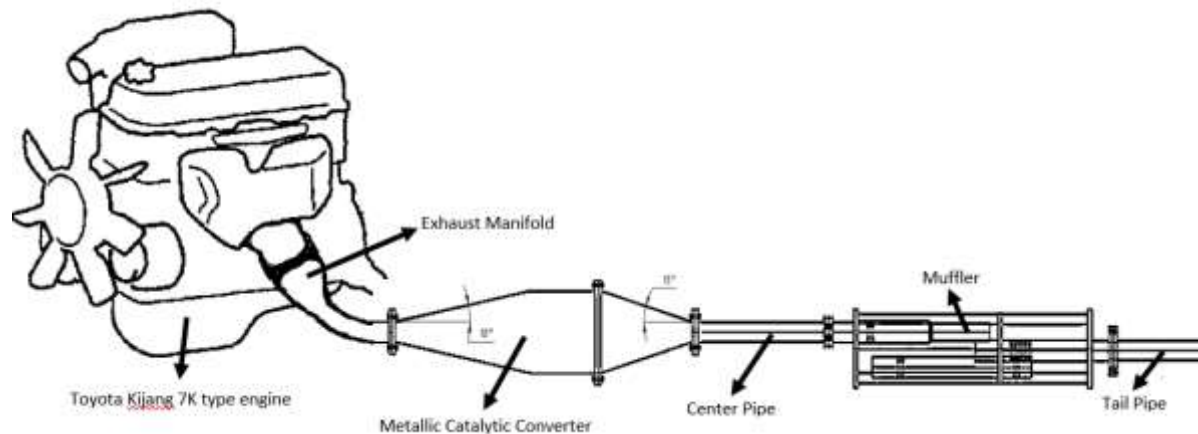 Exhaust Manifold
Muffler
Toyota Kijang 7K type engine
Metallic Catalytic Converter
Center Pipe
Tail Pipe